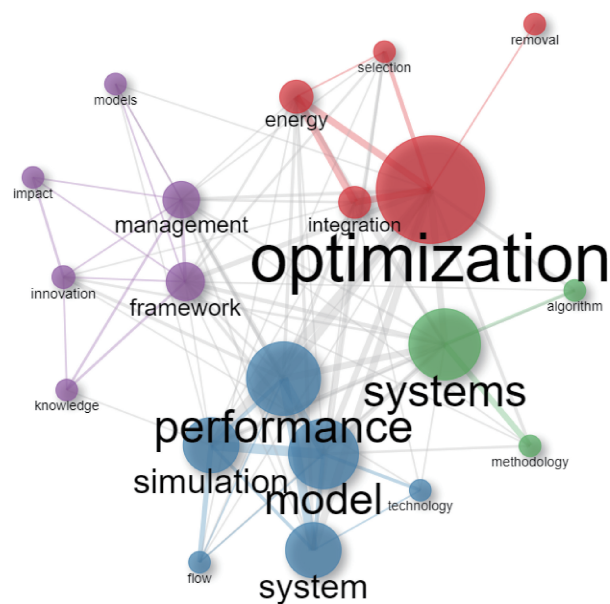 removal
selection
models
energy
impact
management
integration
optimization
innovation
framework
algorithm
systems
knowledge
performance
methodology
simulation
model
technology
flow
system